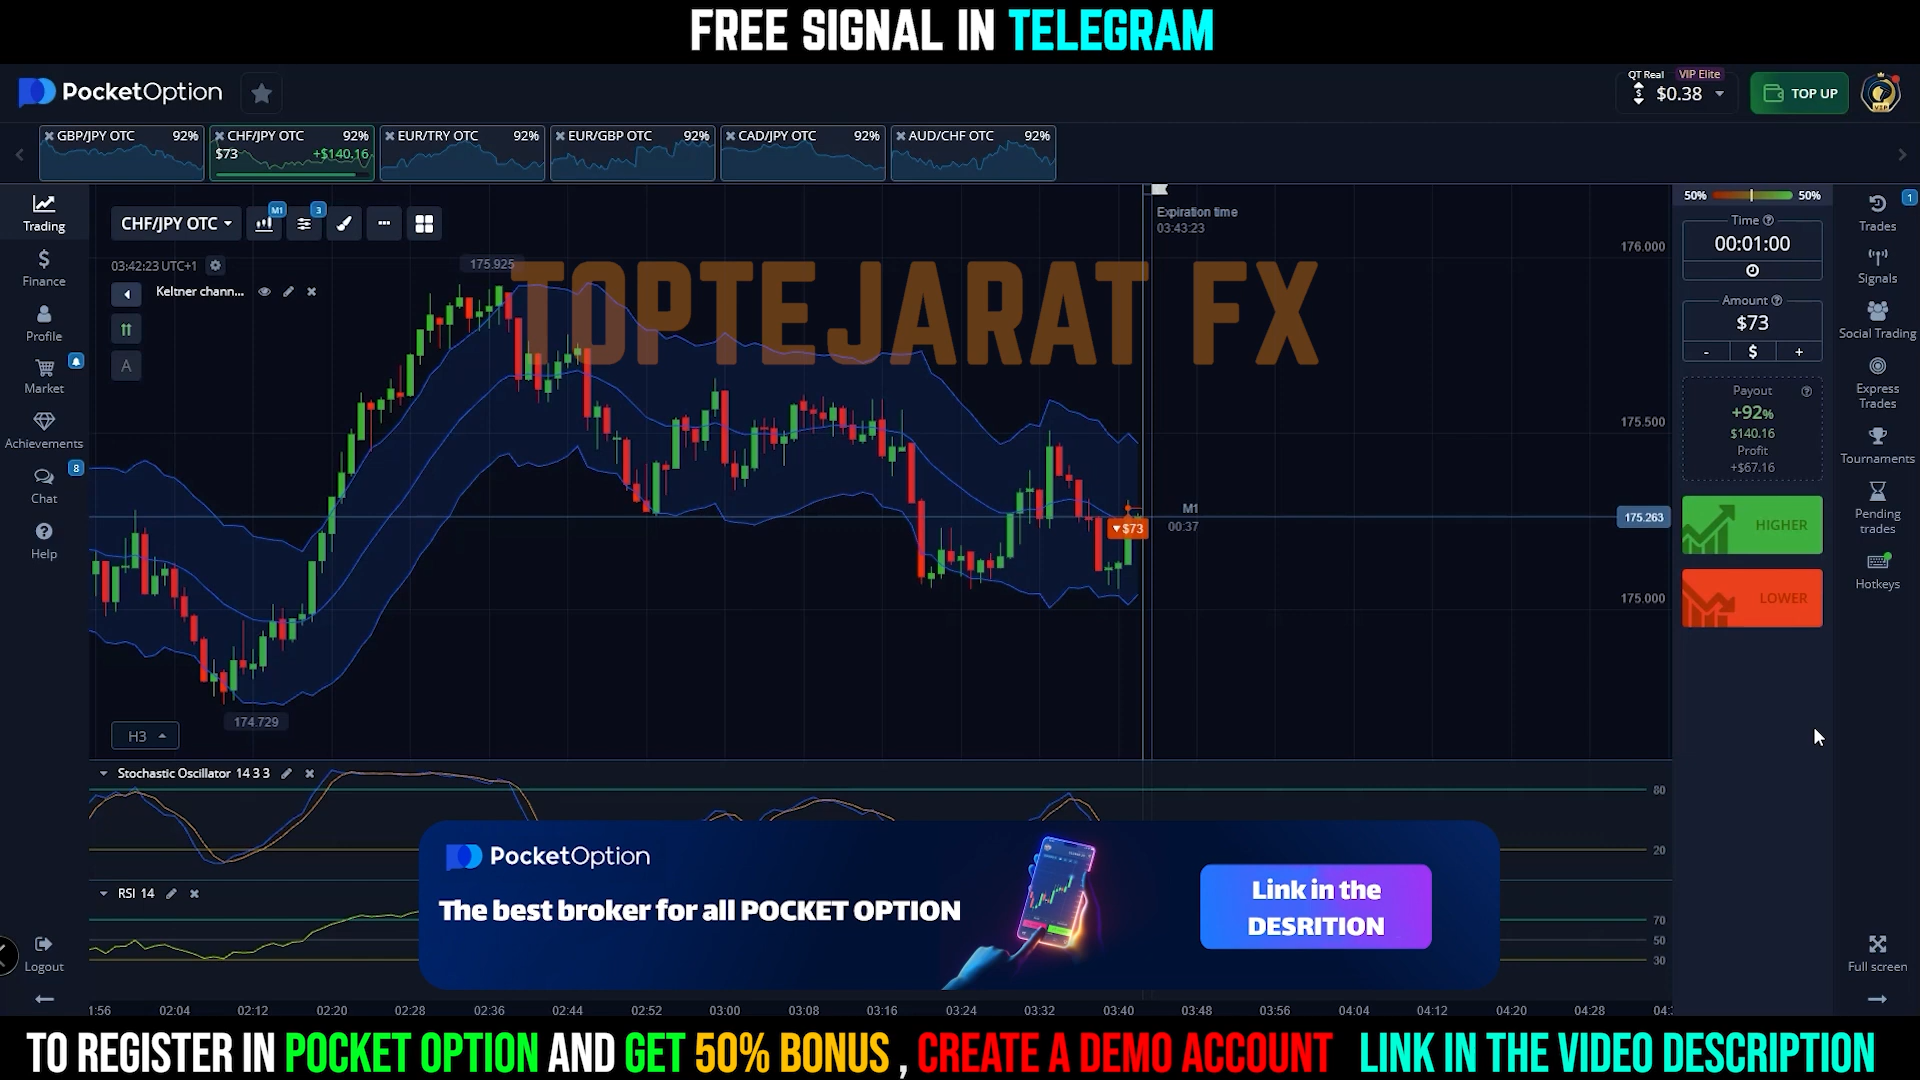 FREE SIGNAL IN TELEGRAM
PocketOption
QT Real VIP Elite
$0.38
TOP UP
GBP/JPY OTC 92%
CHF/JPY OTC 92%
$73 +$140.16
EUR/TRY OTC 92%
EUR/GBP OTC 92%
CAD/JPY OTC 92%
AUD/CHF OTC 92%
Trading
Finance
Profile
Market
Achievements
8
Chat
Help
Logout
CHF/JPY OTC
M1
3
03:42:23 UTC+1
Keltner chann...
A
175.925
TOPTEJARAT FX
Expiration time
03:43:23
176.000
175.500
175.263
175.000
M1
00:37
$73
174.729
H3
50% 50%
Time
00:01:00
Amount
$73
- $ +
Payout
+92%
$140.16
Profit
+$67.16
HIGHER
LOWER
1
Trades
Signals
Social Trading
Express
Trades
Tournaments
Pending
trades
Hotkeys
Full screen
Stochastic Oscillator 14 3 3
80
20
RSI 14
70
50
30
PocketOption
The best broker for all POCKET OPTION
Link in the
DESRITION
1:56 02:04 02:12 02:20 02:28 02:36 02:44 02:52 03:00 03:08 03:16 03:24 03:32 03:40 03:48 03:56 04:04 04:12 04:20 04:28
TO REGISTER IN POCKET OPTION AND GET 50% BONUS , CREATE A DEMO ACCOUNT LINK IN THE VIDEO DESCRIPTION